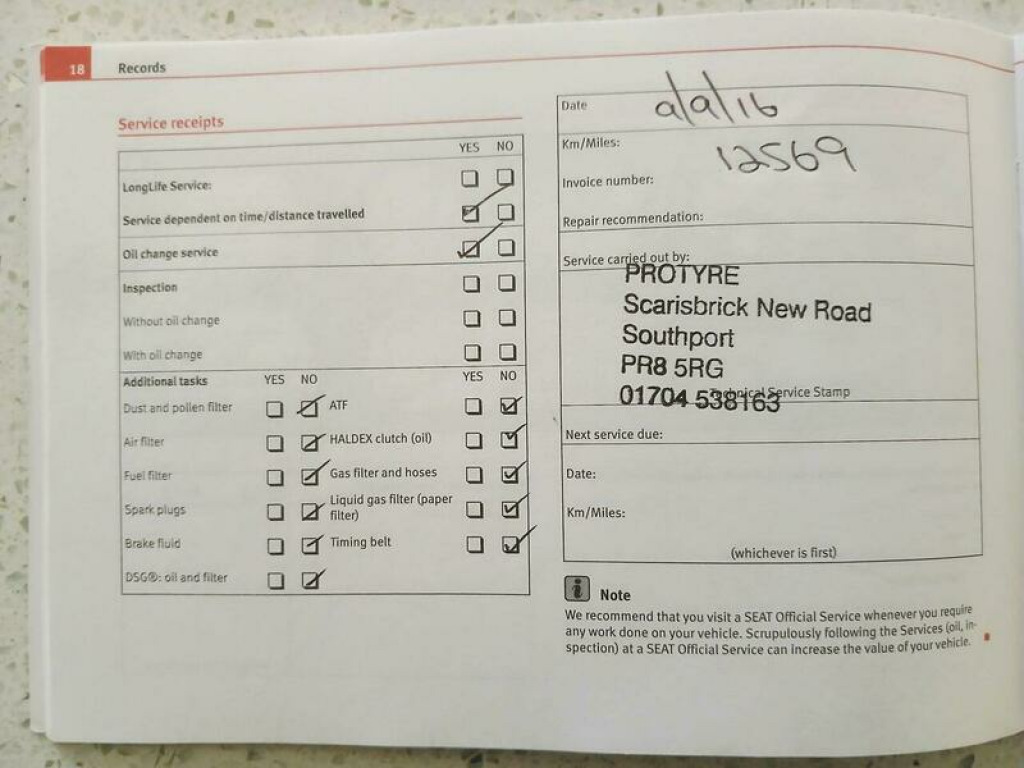 18 Records
Service receipts
YES NO
LongLife Service:
Service dependent on time/distance travelled
Oil change service
Inspection
Without oil change
With oil change
Additional tasks YES NO YES NO
Dust and pollen filter ATF
Air filter HALDEX clutch (oil)
Fuel filter Gas filter and hoses
Spark plugs Liquid gas filter (paper
filter)
Brake fluid Timing belt
DSG®: oil and filter
Date 9/9/16
Km/Miles: 12569
Invoice number:
Repair recommendation:
Service carried out by:
PROTYRE
Scarisbrick New Road
Southport
PR8 5RG
01704 538163
Technical Service Stamp
Next service due:
Date:
Km/Miles:
(whichever is first)
i Note
We recommend that you visit a SEAT Official Service whenever you require
any work done on your vehicle. Scrupulously following the Services (oil, in-
spection) at a SEAT Official Service can increase the value of your vehicle.